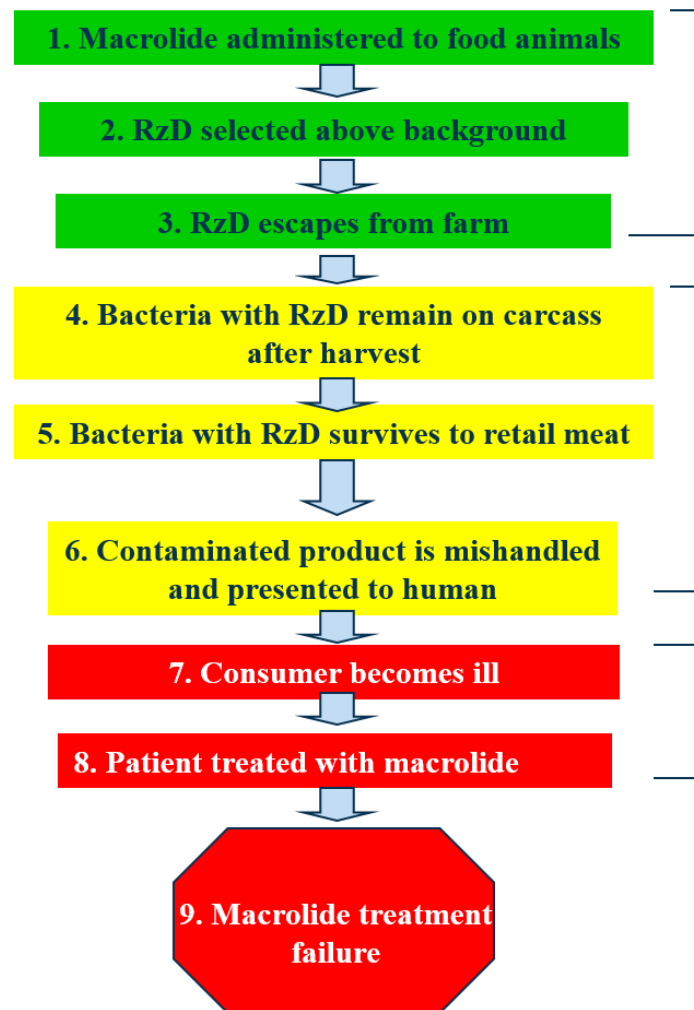 1. Macrolide administered to food animals
2. RzD selected above background
3. RzD escapes from farm
4. Bacteria with RzD remain on carcass
after harvest
5. Bacteria with RzD survives to retail meat
6. Contaminated product is mishandled
and presented to human
7. Consumer becomes ill
8. Patient treated with macrolide
9. Macrolide treatment
failure